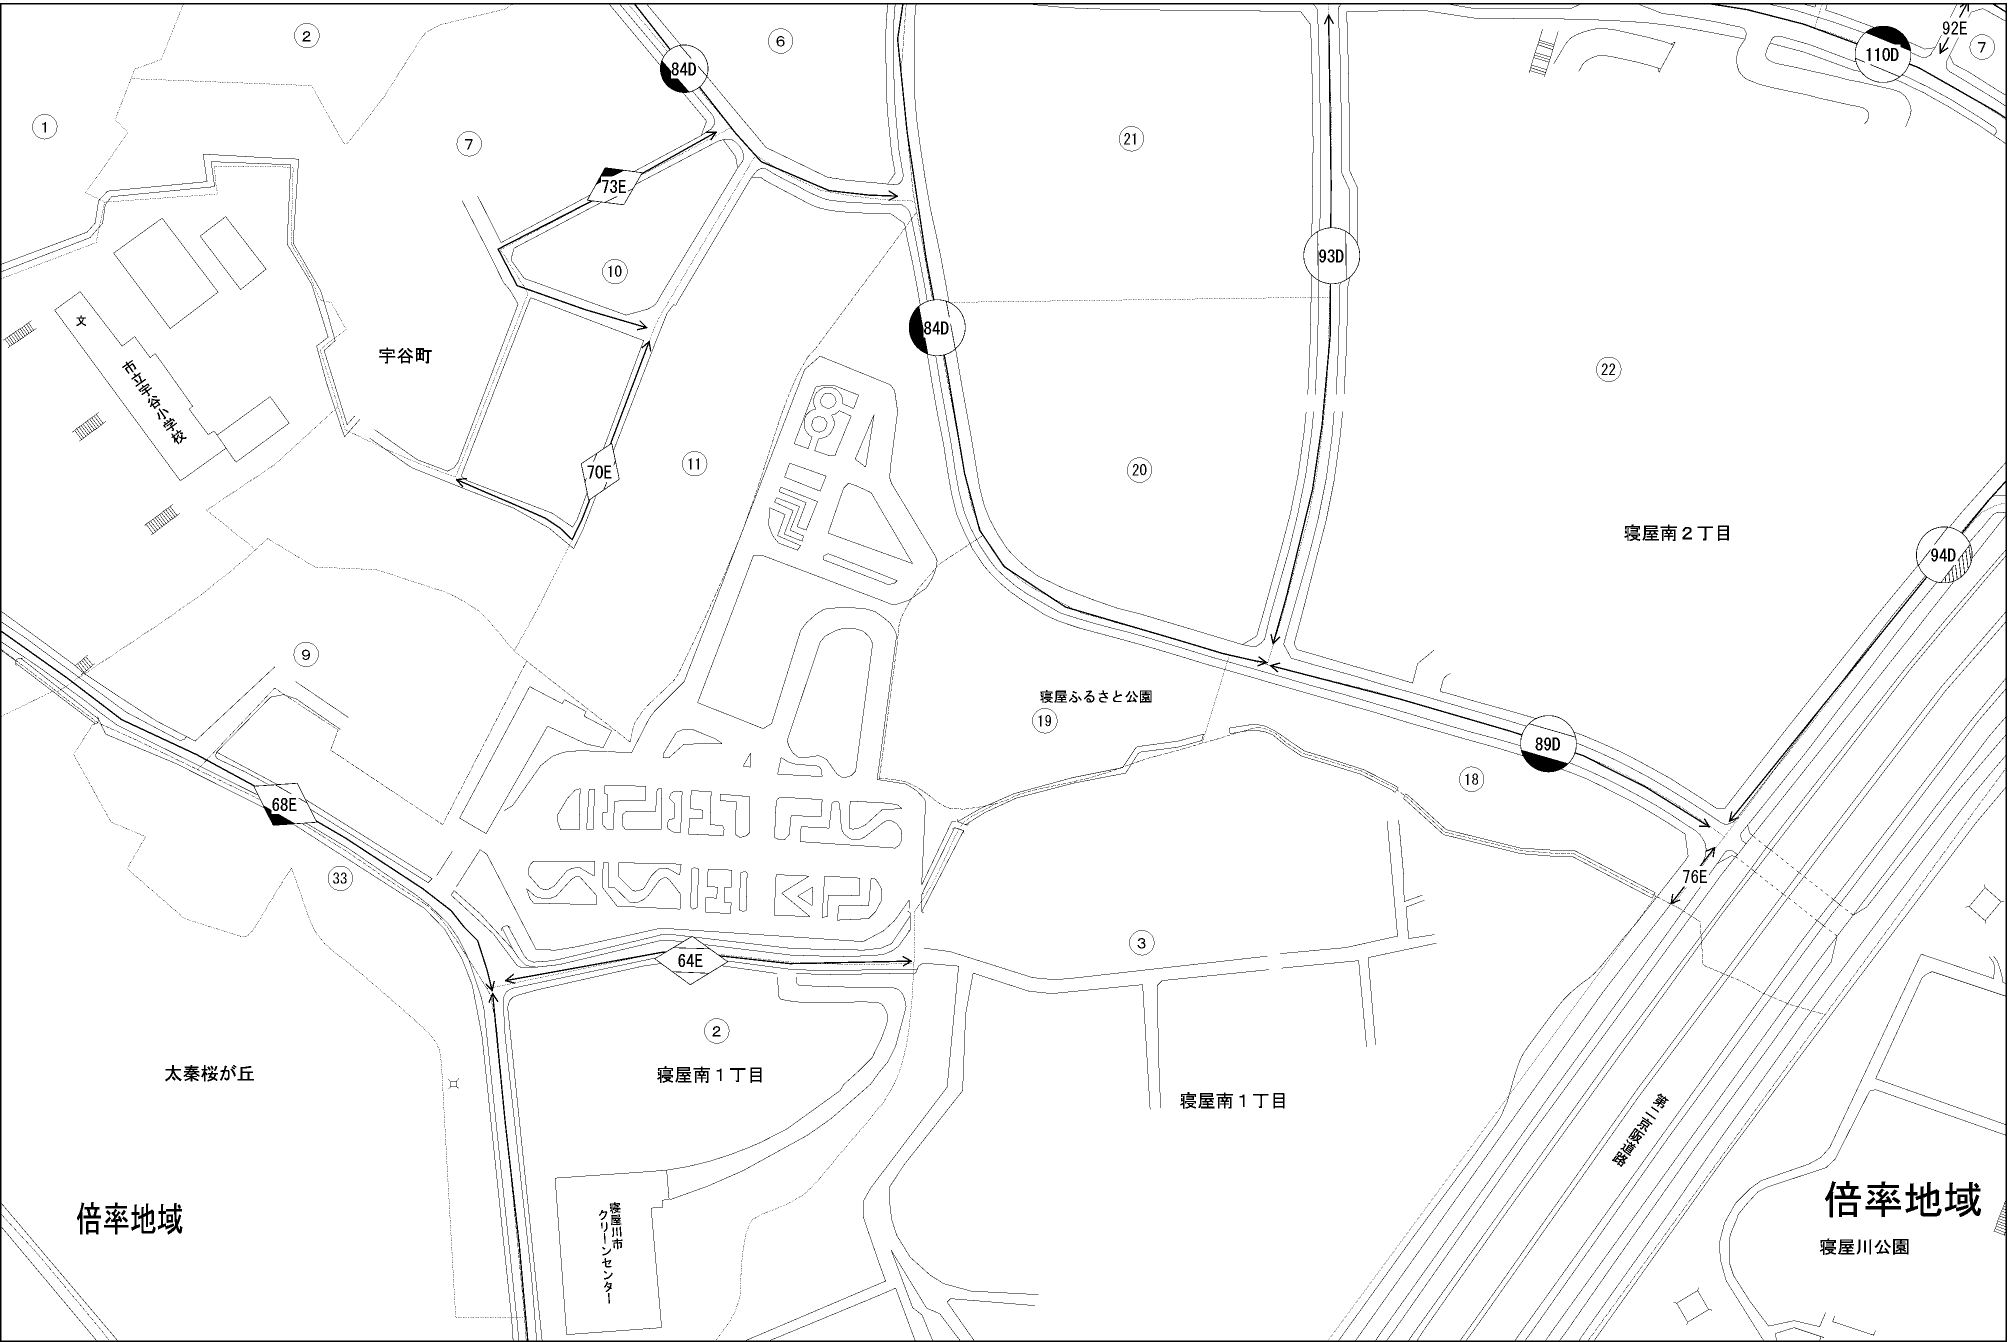 2
6
84D
110D
92E
7
1
7
21
73E
10
93D
84D
文
宇谷町
市立宇谷小学校
22
11
70E
20
寝屋南２丁目
94D
9
寝屋ふるさと公園
19
89D
18
68E
33
76E
3
64E
2
太秦桜が丘
寝屋南１丁目
寝屋南１丁目
第二京阪道路
倍率地域
倍率地域
寝屋川市
クリーンセンター
寝屋川公園